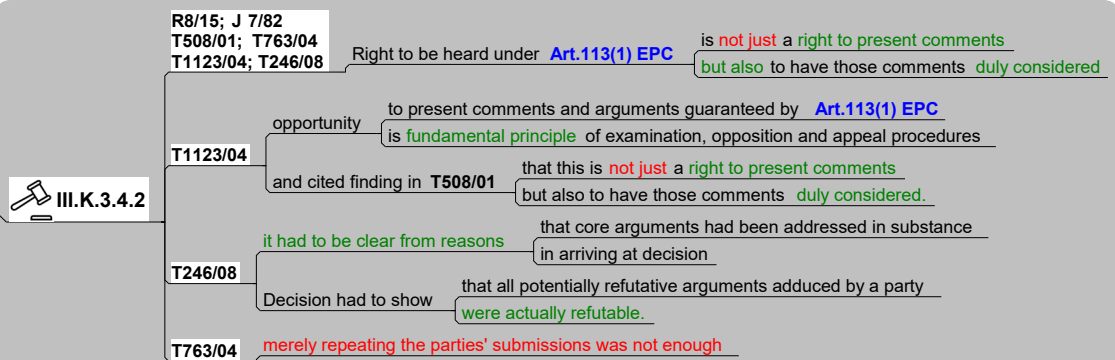 III.K.3.4.2
R8/15; J 7/82
T508/01; T763/04
T1123/04; T246/08
Right to be heard under Art.113(1) EPC
is not just a right to present comments
but also to have those comments duly considered
T1123/04
opportunity
to present comments and arguments guaranteed by Art.113(1) EPC
is fundamental principle of examination, opposition and appeal procedures
and cited finding in T508/01
that this is not just a right to present comments
but also to have those comments duly considered.
T246/08
it had to be clear from reasons
that core arguments had been addressed in substance
in arriving at decision
Decision had to show
that all potentially refutative arguments adduced by a party
were actually refutable.
T763/04
merely repeating the parties' submissions was not enough